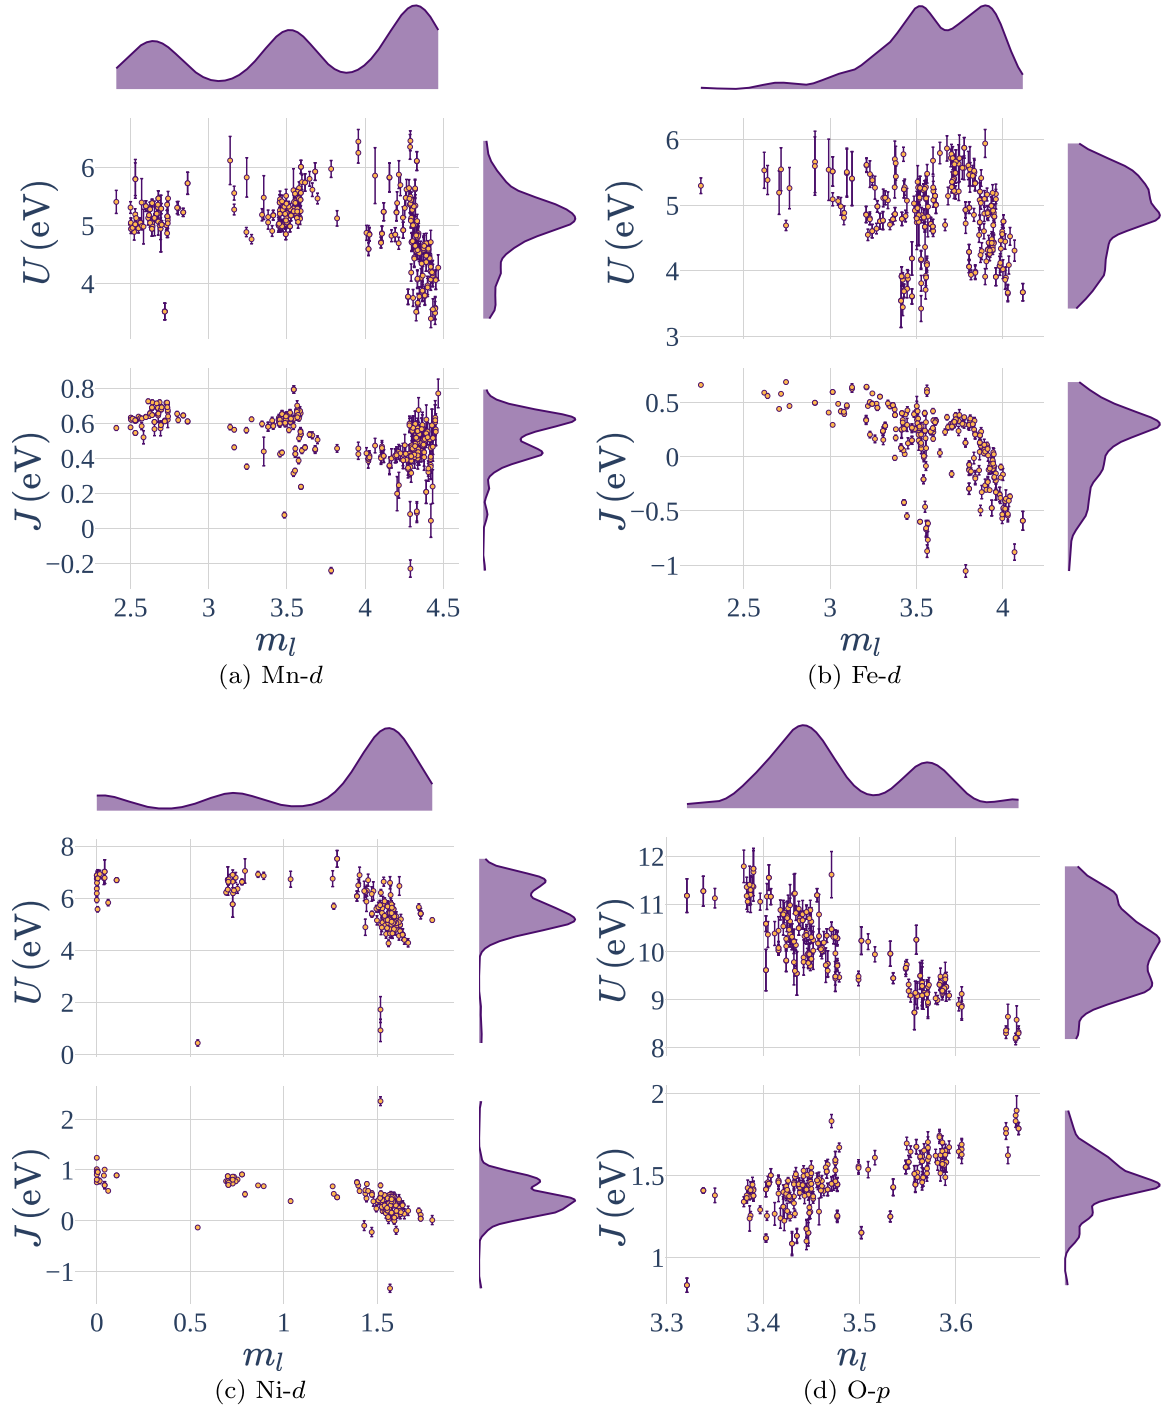 6
5
4
U (eV)
0.8
0.6
0.4
0.2
0
−0.2
J (eV)
2.5 3 3.5 4 4.5
m_l
(a) Mn-d
6
5
4
3
U (eV)
0.5
0
−0.5
−1
J (eV)
2.5 3 3.5 4
m_l
(b) Fe-d
8
6
4
2
0
U (eV)
2
1
0
−1
J (eV)
0 0.5 1 1.5
m_l
(c) Ni-d
12
11
10
9
8
U (eV)
2
1.5
1
J (eV)
3.3 3.4 3.5 3.6
n_l
(d) O-p